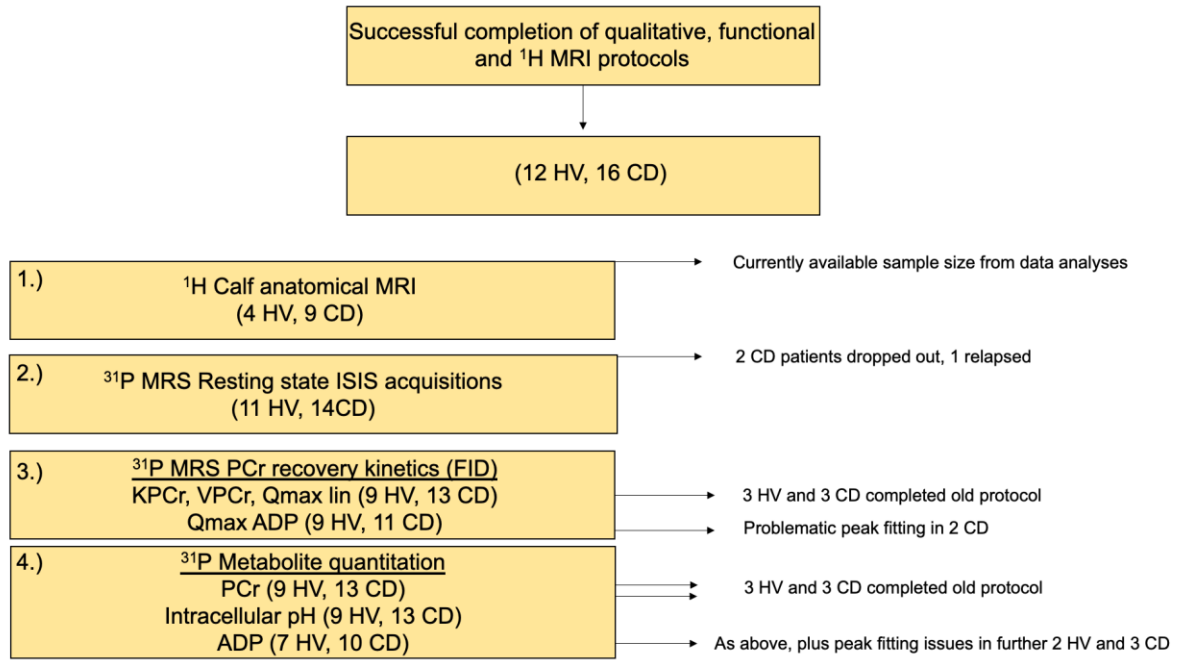 Successful completion of qualitative, functional
and ¹H MRI protocols
(12 HV, 16 CD)
1.)
¹H Calf anatomical MRI
(4 HV, 9 CD)
Currently available sample size from data analyses
2.)
³¹P MRS Resting state ISIS acquisitions
(11 HV, 14CD)
2 CD patients dropped out, 1 relapsed
3.)
³¹P MRS PCr recovery kinetics (FID)
KPCr, VPCr, Qmax lin (9 HV, 13 CD)
3 HV and 3 CD completed old protocol
Qmax ADP (9 HV, 11 CD)
Problematic peak fitting in 2 CD
4.)
³¹P Metabolite quantitation
PCr (9 HV, 13 CD)
3 HV and 3 CD completed old protocol
Intracellular pH (9 HV, 13 CD)
ADP (7 HV, 10 CD)
As above, plus peak fitting issues in further 2 HV and 3 CD